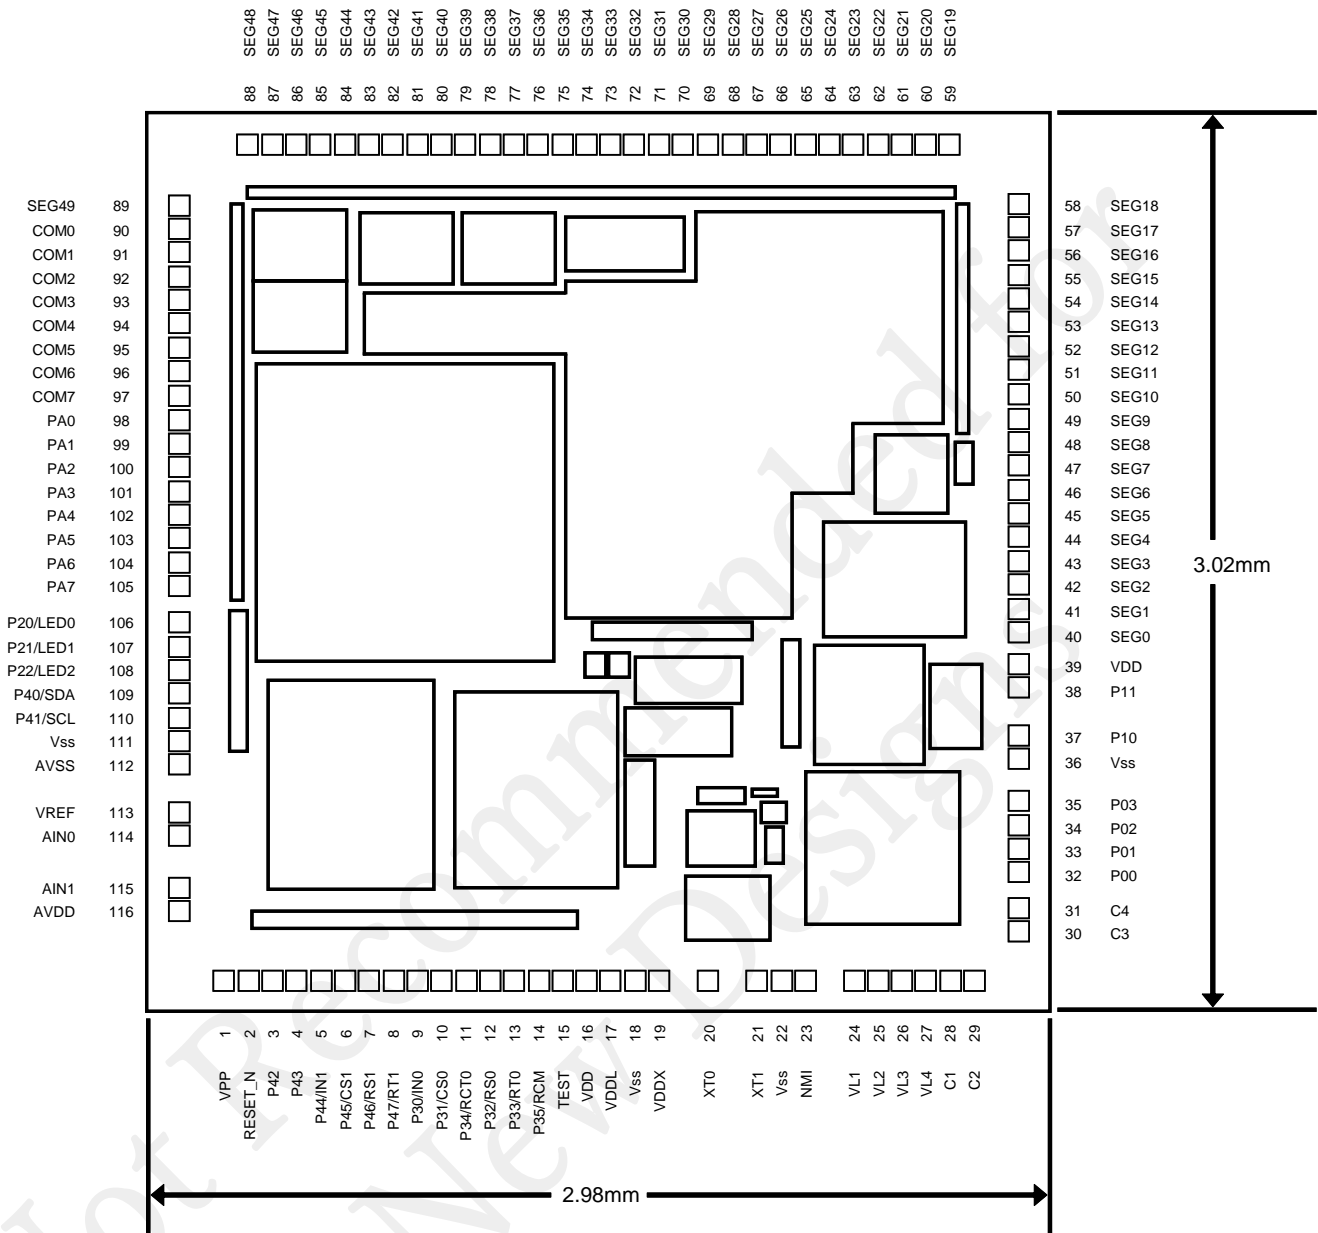 SEG48 SEG47 SEG46 SEG45 SEG44 SEG43 SEG42 SEG41 SEG40 SEG39 SEG38 SEG37 SEG36 SEG35 SEG34 SEG33 SEG32 SEG31 SEG30 SEG29 SEG28 SEG27 SEG26 SEG25 SEG24 SEG23 SEG22 SEG21 SEG20 SEG19
88 87 86 85 84 83 82 81 80 79 78 77 76 75 74 73 72 71 70 69 68 67 66 65 64 63 62 61 60 59
SEG49 89
COM0 90
COM1 91
COM2 92
COM3 93
COM4 94
COM5 95
COM6 96
COM7 97
PA0 98
PA1 99
PA2 100
PA3 101
PA4 102
PA5 103
PA6 104
PA7 105
P20/LED0 106
P21/LED1 107
P22/LED2 108
P40/SDA 109
P41/SCL 110
Vss 111
AVSS 112
VREF 113
AIN0 114
AIN1 115
AVDD 116
58 SEG18
57 SEG17
56 SEG16
55 SEG15
54 SEG14
53 SEG13
52 SEG12
51 SEG11
50 SEG10
49 SEG9
48 SEG8
47 SEG7
46 SEG6
45 SEG5
44 SEG4
43 SEG3
42 SEG2
41 SEG1
40 SEG0
39 VDD
38 P11
37 P10
36 Vss
35 P03
34 P02
33 P01
32 P00
31 C4
30 C3
3.02mm
1 2 3 4 5 6 7 8 9 10 11 12 13 14 15 16 17 18 19 20 21 22 23 24 25 26 27 28 29
VPP RESET_N P42 P43 P44/IN1 P45/CS1 P46/RS1 P47/RT1 P30/IN0 P31/CS0 P34/RCT0 P32/RS0 P33/RT0 P35/RCM TEST VDD VDDL Vss VDDX XT0 XT1 Vss NMI VL1 VL2 VL3 VL4 C1 C2
2.98mm
Not Recommended for
New Designs